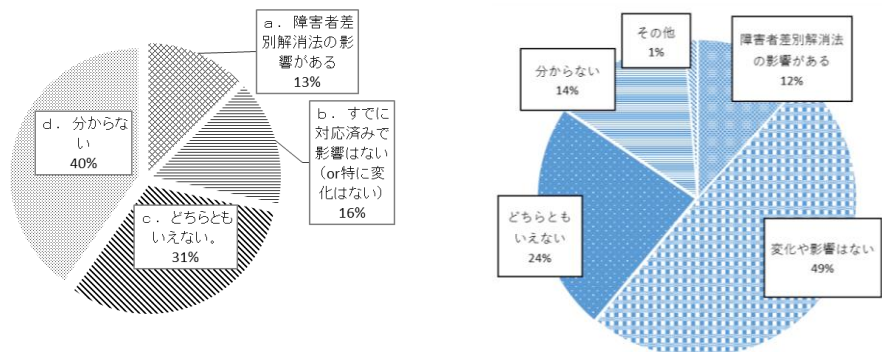 ａ．障害者差
別解消法の影
響がある
13%
ｂ．すでに
対応済みで
影響はない
（or特に変
化はない）
16%
ｃ．どちらとも
いえない。
31%
ｄ．分からな
い
40%
障害者差別解消法
の影響がある
12%
変化や影響はない
49%
どちらとも
いえない
24%
分からない
14%
その他
1%